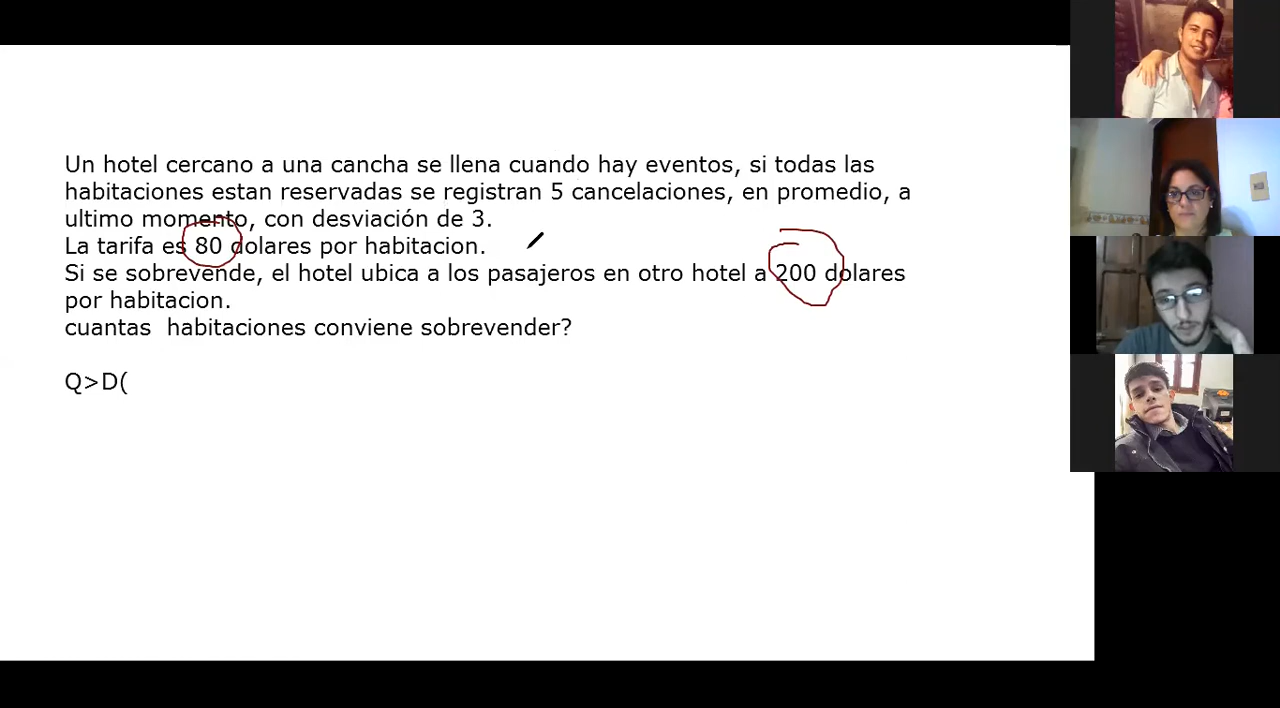 Un hotel cercano a una cancha se llena cuando hay eventos, si todas las
habitaciones estan reservadas se registran 5 cancelaciones, en promedio, a
ultimo momento, con desviación de 3.
La tarifa es 80 dolares por habitacion.
Si se sobrevende, el hotel ubica a los pasajeros en otro hotel a 200 dolares
por habitacion.
cuantas  habitaciones conviene sobrevender?
Q>D(